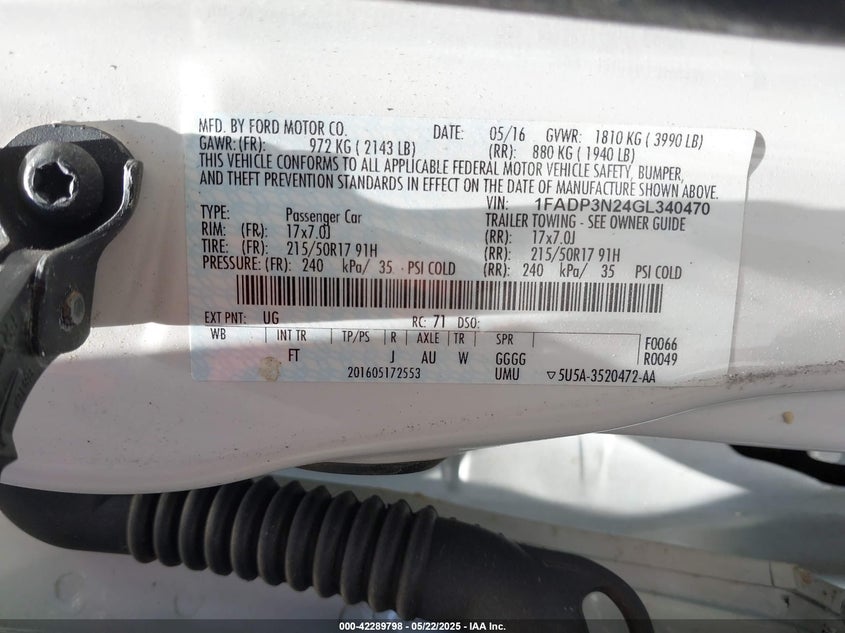 MFD. BY FORD MOTOR CO. DATE: 05/16 GVWR: 1810 KG ( 3990 LB)
GAWR: (FR): 972 KG ( 2143 LB) (RR): 880 KG ( 1940 LB)
THIS VEHICLE CONFORMS TO ALL APPLICABLE FEDERAL MOTOR VEHICLE SAFETY, BUMPER,
AND THEFT PREVENTION STANDARDS IN EFFECT ON THE DATE OF MANUFACTURE SHOWN ABOVE.
VIN: 1FADP3N24GL340470
TYPE: Passenger Car TRAILER TOWING - SEE OWNER GUIDE
RIM: (FR): 17x7.0J (RR): 17x7.0J
TIRE: (FR): 215/50R17 91H (RR): 215/50R17 91H
PRESSURE: (FR): 240 kPa/ 35 PSI COLD (RR): 240 kPa/ 35 PSI COLD
EXT PNT: UG RC: 71 DSO:
WB INT TR TP/PS R AXLE TR SPR F0066
FT J AU W GGGG R0049
201605172553 UMU ▽5U5A-3520472-AA
000-42289798 - 05/22/2025 - IAA Inc.